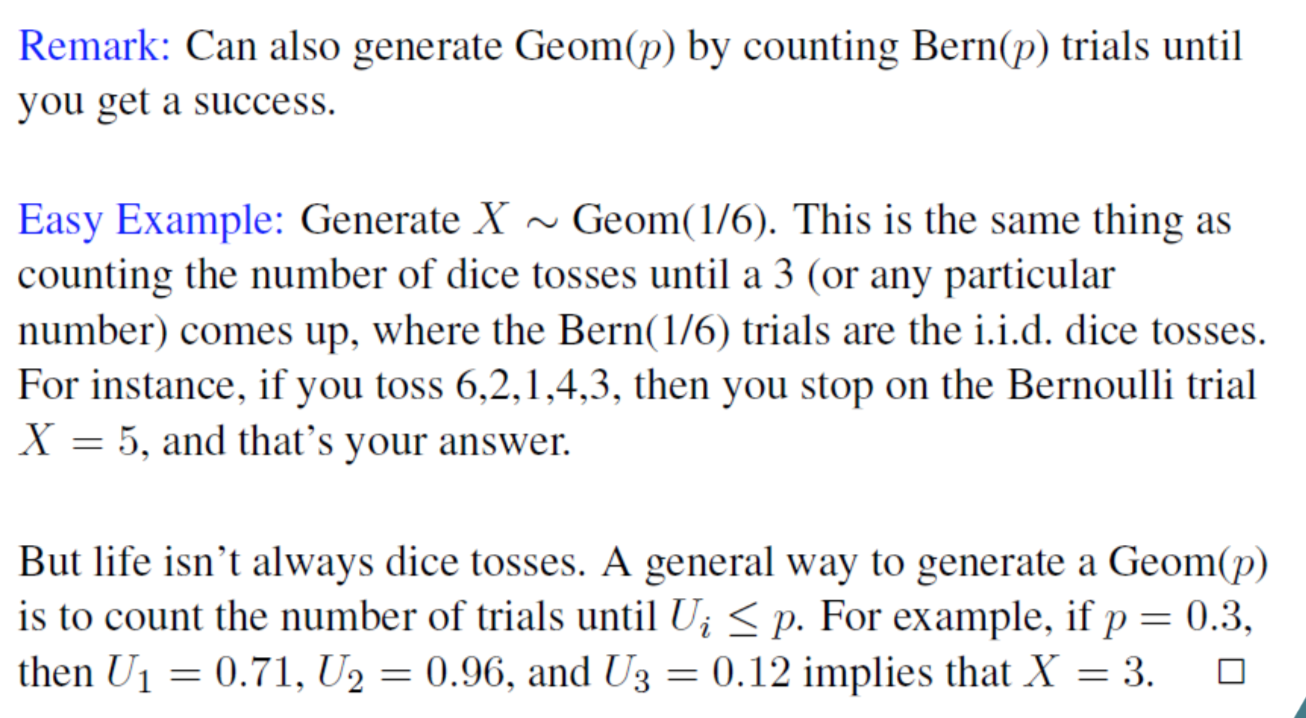 Remark: Can also generate Geom(p) by counting Bern(p) trials until
you get a success.
Easy Example: Generate X ∼ Geom(1/6). This is the same thing as
counting the number of dice tosses until a 3 (or any particular
number) comes up, where the Bern(1/6) trials are the i.i.d. dice tosses.
For instance, if you toss 6,2,1,4,3, then you stop on the Bernoulli trial
X = 5, and that’s your answer.
But life isn’t always dice tosses. A general way to generate a Geom(p)
is to count the number of trials until Uᵢ ≤ p. For example, if p = 0.3,
then U₁ = 0.71, U₂ = 0.96, and U₃ = 0.12 implies that X = 3. □